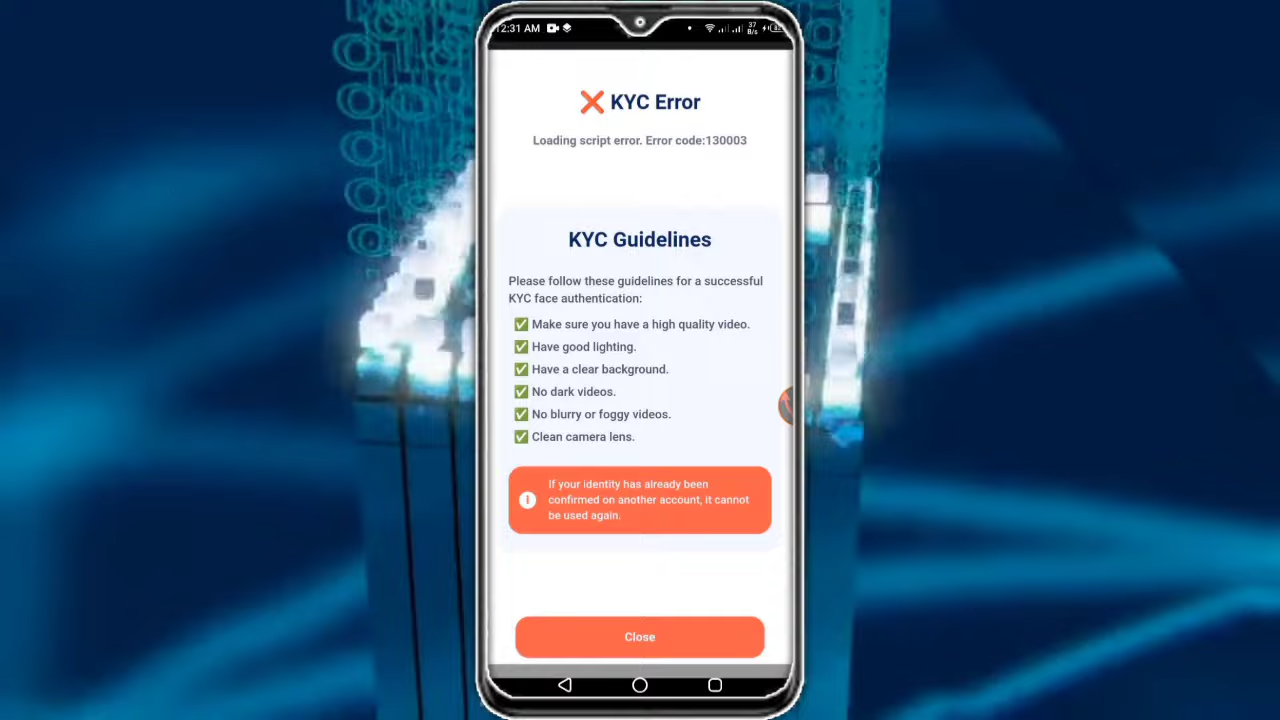 12:31 AM 37 B/s
❌ KYC Error
Loading script error. Error code:130003
KYC Guidelines
Please follow these guidelines for a successful
KYC face authentication:
✅ Make sure you have a high quality video.
✅ Have good lighting.
✅ Have a clear background.
✅ No dark videos.
✅ No blurry or foggy videos.
✅ Clean camera lens.
If your identity has already been
confirmed on another account, it cannot
be used again.
Close